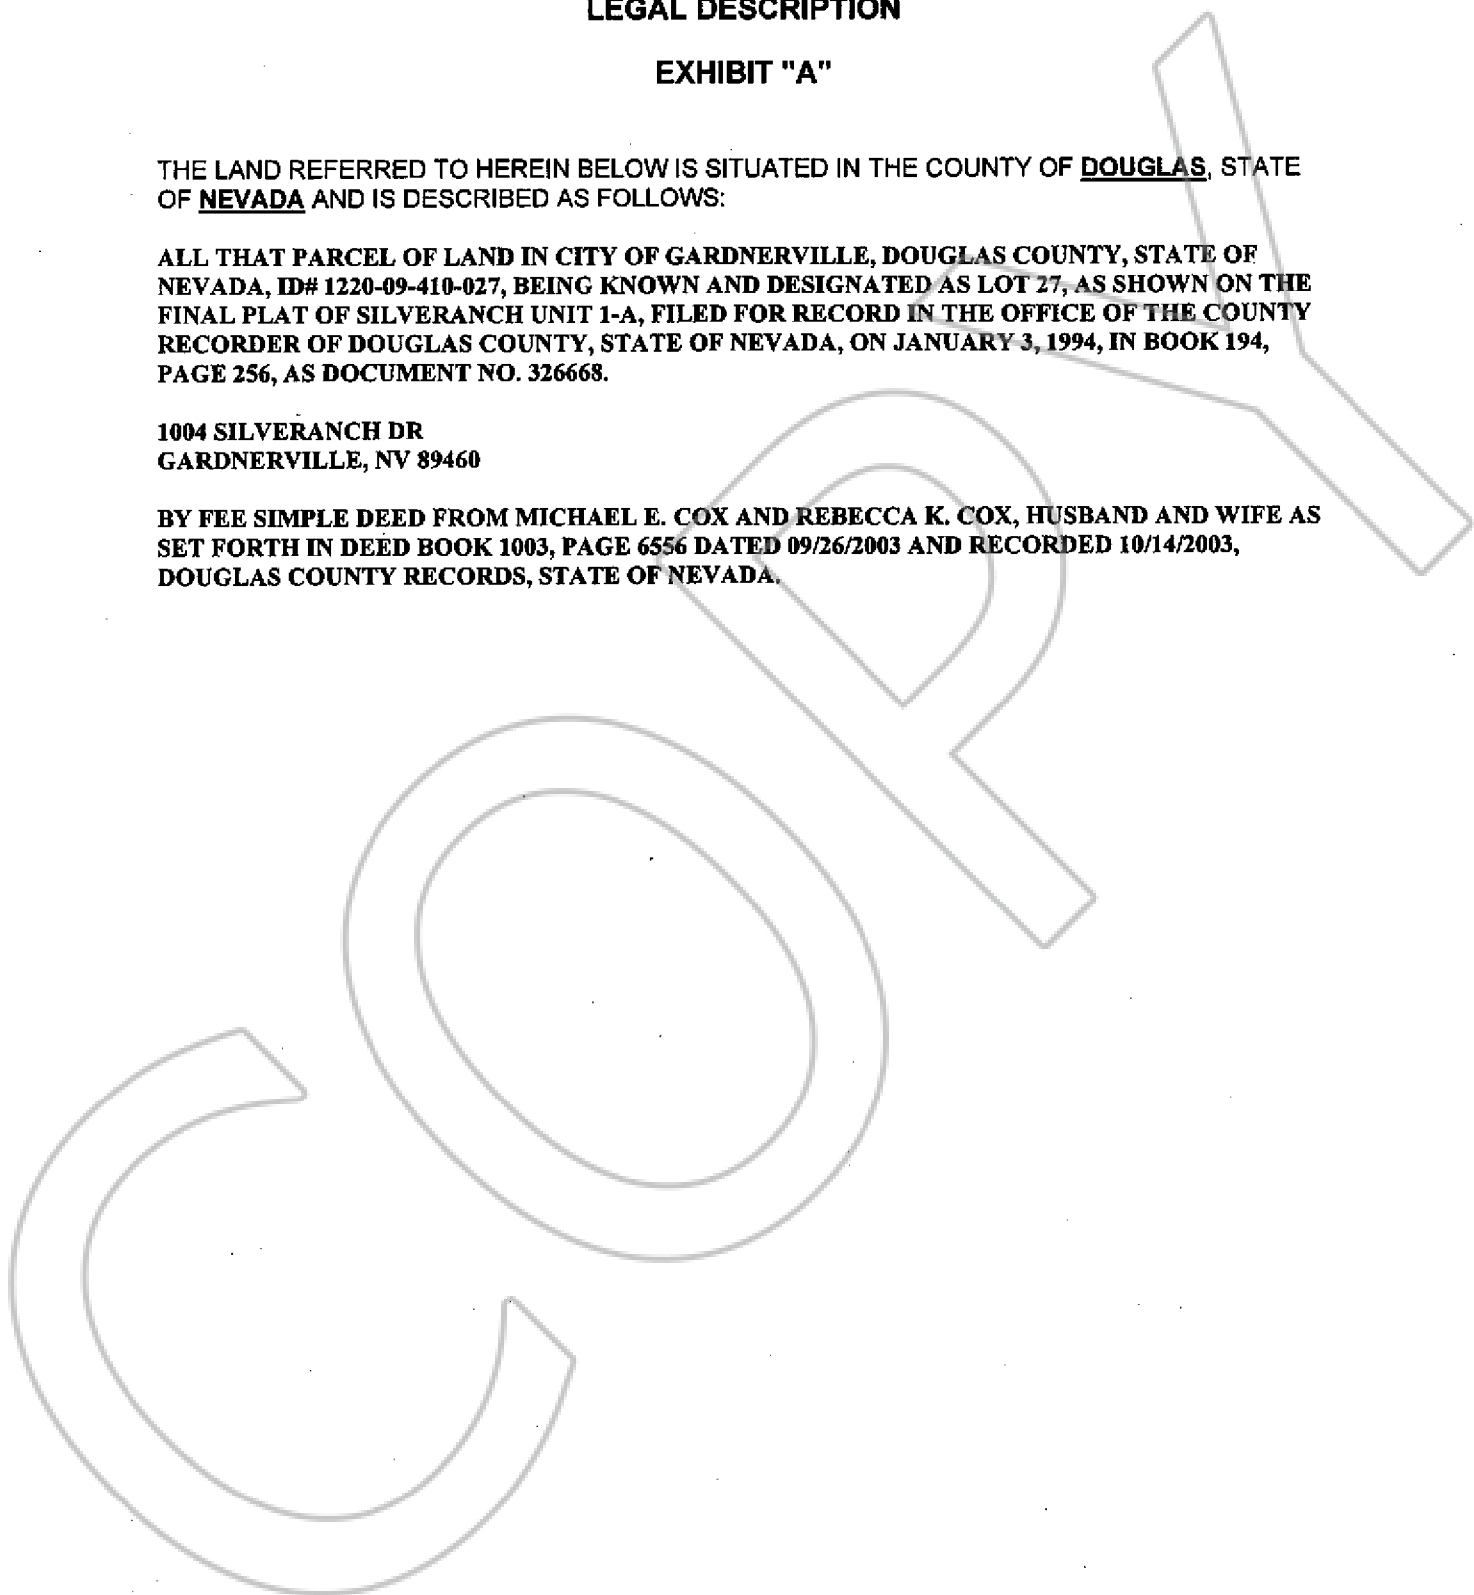 LEGAL DESCRIPTION
EXHIBIT "A"
THE LAND REFERRED TO HEREIN BELOW IS SITUATED IN THE COUNTY OF DOUGLAS, STATE
OF NEVADA AND IS DESCRIBED AS FOLLOWS:
ALL THAT PARCEL OF LAND IN CITY OF GARDNERVILLE, DOUGLAS COUNTY, STATE OF
NEVADA, ID# 1220-09-410-027, BEING KNOWN AND DESIGNATED AS LOT 27, AS SHOWN ON THE
FINAL PLAT OF SILVERANCH UNIT 1-A, FILED FOR RECORD IN THE OFFICE OF THE COUNTY
RECORDER OF DOUGLAS COUNTY, STATE OF NEVADA, ON JANUARY 3, 1994, IN BOOK 194,
PAGE 256, AS DOCUMENT NO. 326668.
1004 SILVERANCH DR
GARDNERVILLE, NV 89460
BY FEE SIMPLE DEED FROM MICHAEL E. COX AND REBECCA K. COX, HUSBAND AND WIFE AS
SET FORTH IN DEED BOOK 1003, PAGE 6556 DATED 09/26/2003 AND RECORDED 10/14/2003,
DOUGLAS COUNTY RECORDS, STATE OF NEVADA.
COPY